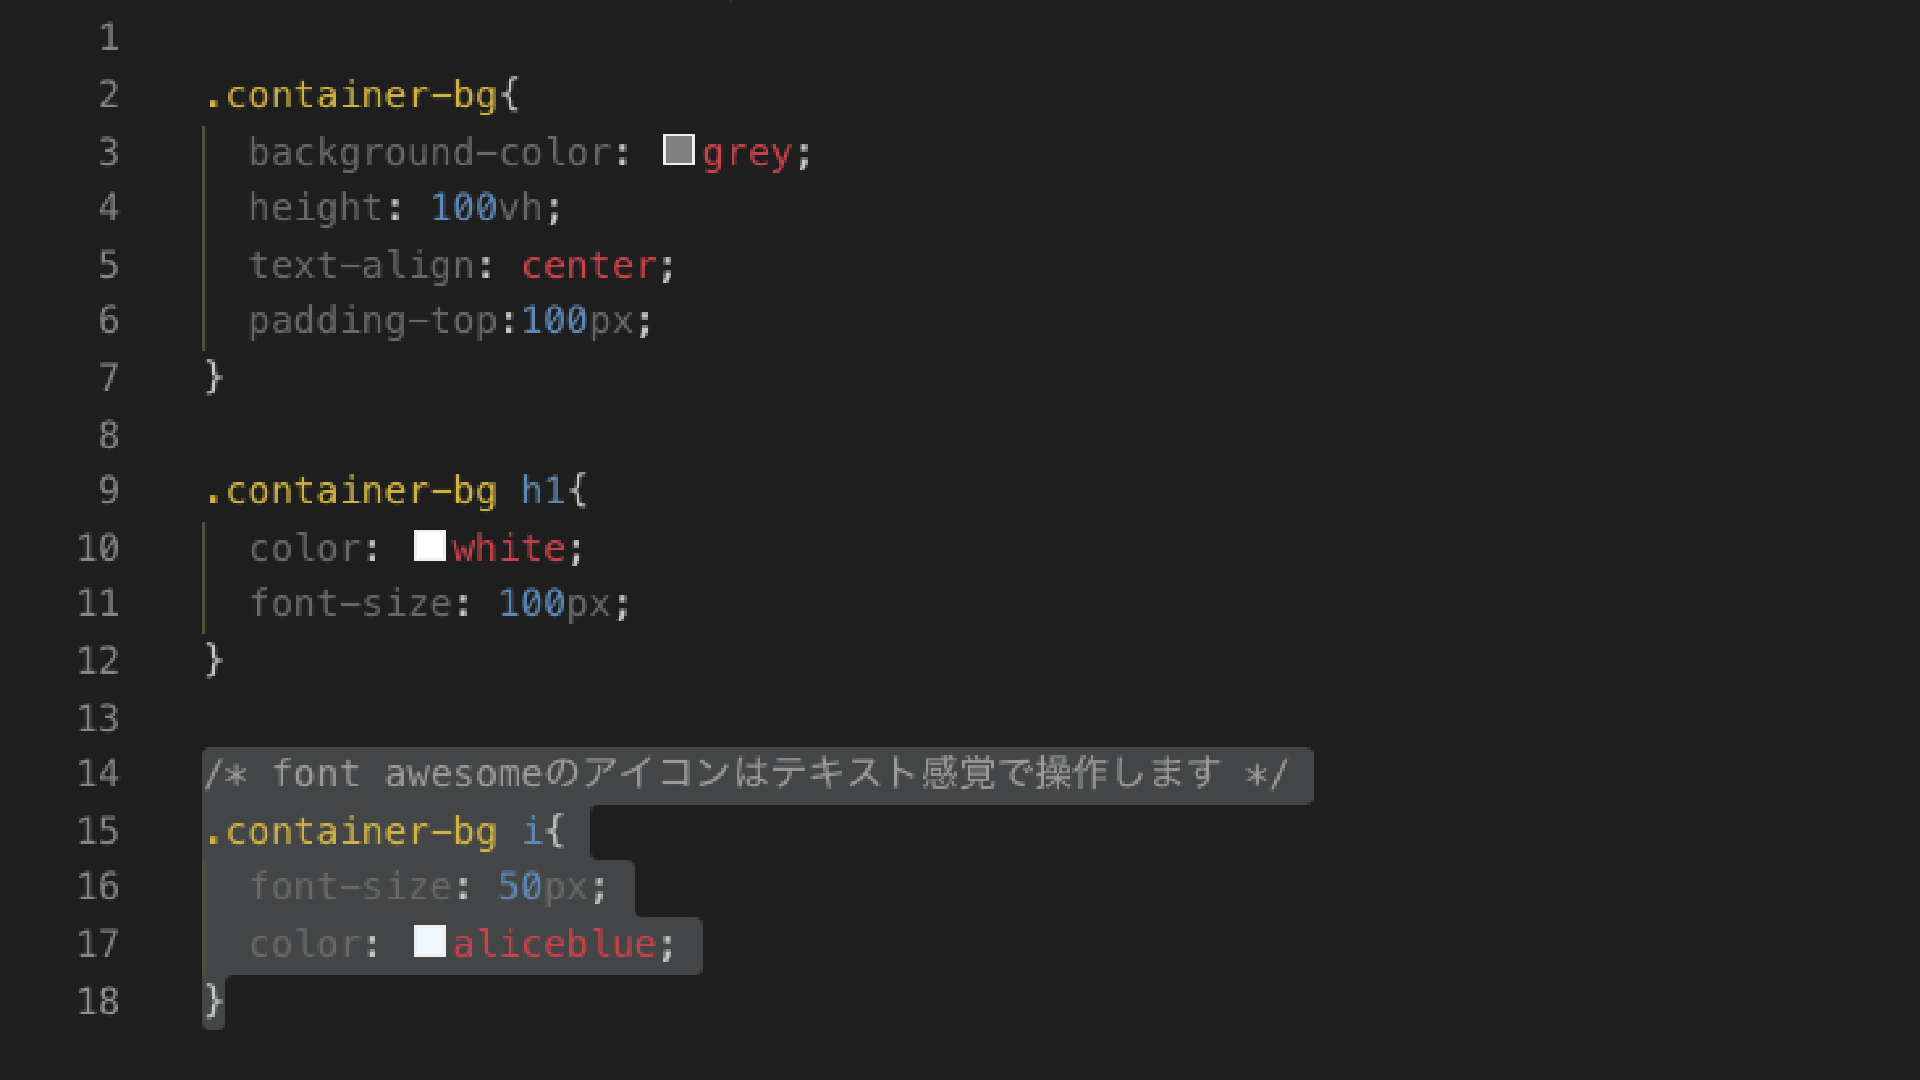 1
2 .container-bg{
3 background-color: grey;
4 height: 100vh;
5 text-align: center;
6 padding-top:100px;
7 }
8
9 .container-bg h1{
10 color: white;
11 font-size: 100px;
12 }
13
14 /* font awesomeのアイコンはテキスト感覚で操作します */
15 .container-bg i{
16 font-size: 50px;
17 color: aliceblue;
18 }